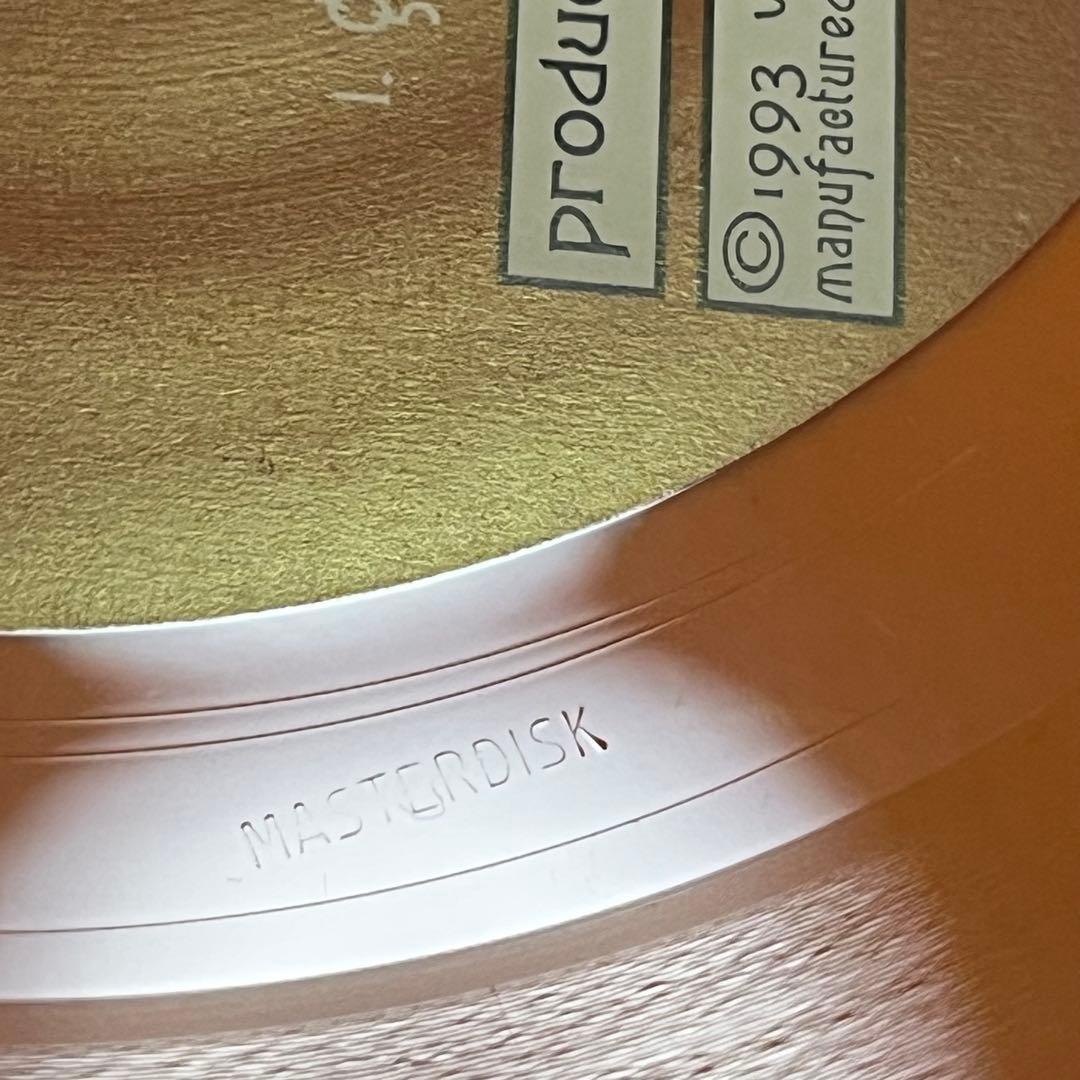 produc
©1993 
manufactured
MASTERDISK